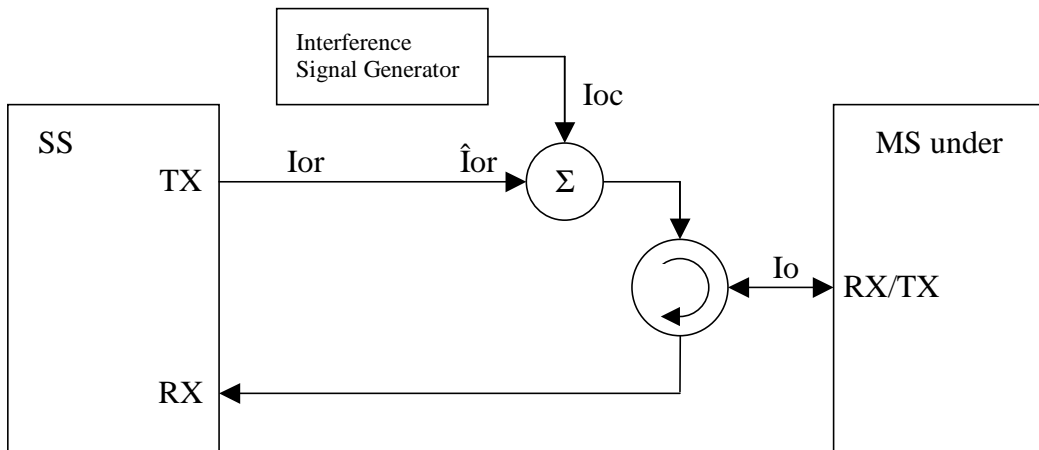 Interference
Signal Generator
Ioc
SS
MS under
TX
Ior
Îor
Σ
Io
RX/TX
RX